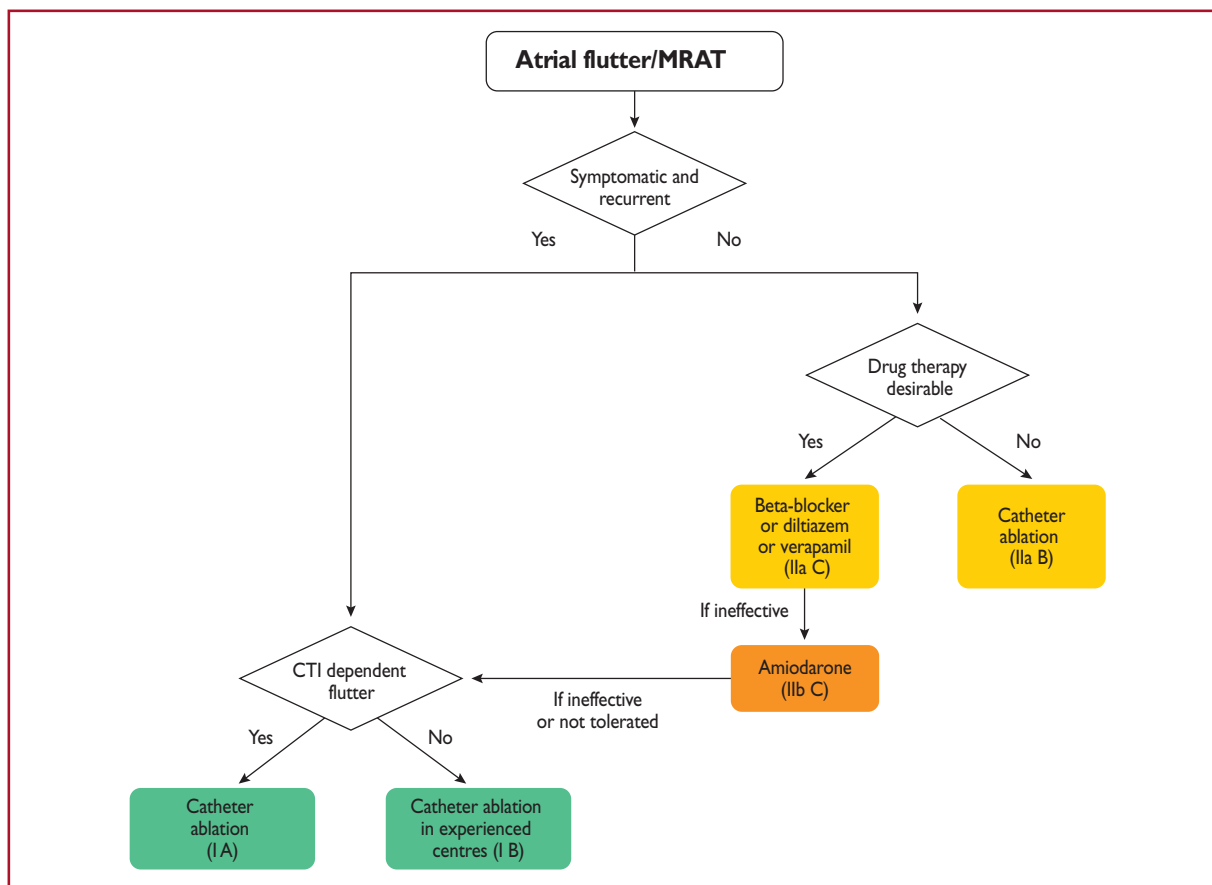 Atrial flutter/MRAT
Symptomatic and
recurrent
Yes
No
Drug therapy
desirable
Yes
No
Beta-blocker
or diltiazem
or verapamil
(IIa C)
Catheter
ablation
(IIa B)
If ineffective
Amiodarone
(IIb C)
If ineffective
or not tolerated
CTI dependent
flutter
Yes
No
Catheter
ablation
(I A)
Catheter ablation
in experienced
centres (I B)